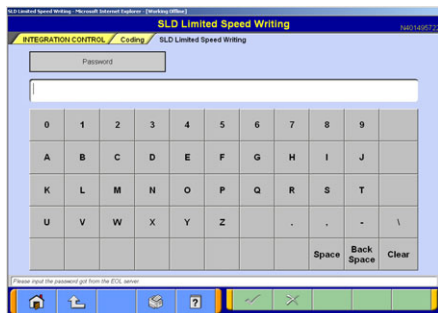 SLD Limited Speed Writing - Microsoft Internet Explorer - [Working Offline]
SLD Limited Speed Writing
N401495722
INTEGRATION CONTROL Coding SLD Limited Speed Writing
Password
0 1 2 3 4 5 6 7 8 9
A B C D E F G H I J
K L M N O P Q R S T
U V W X Y Z . , - \
Space Back Space Clear
Please input the password got from the EOL server
?